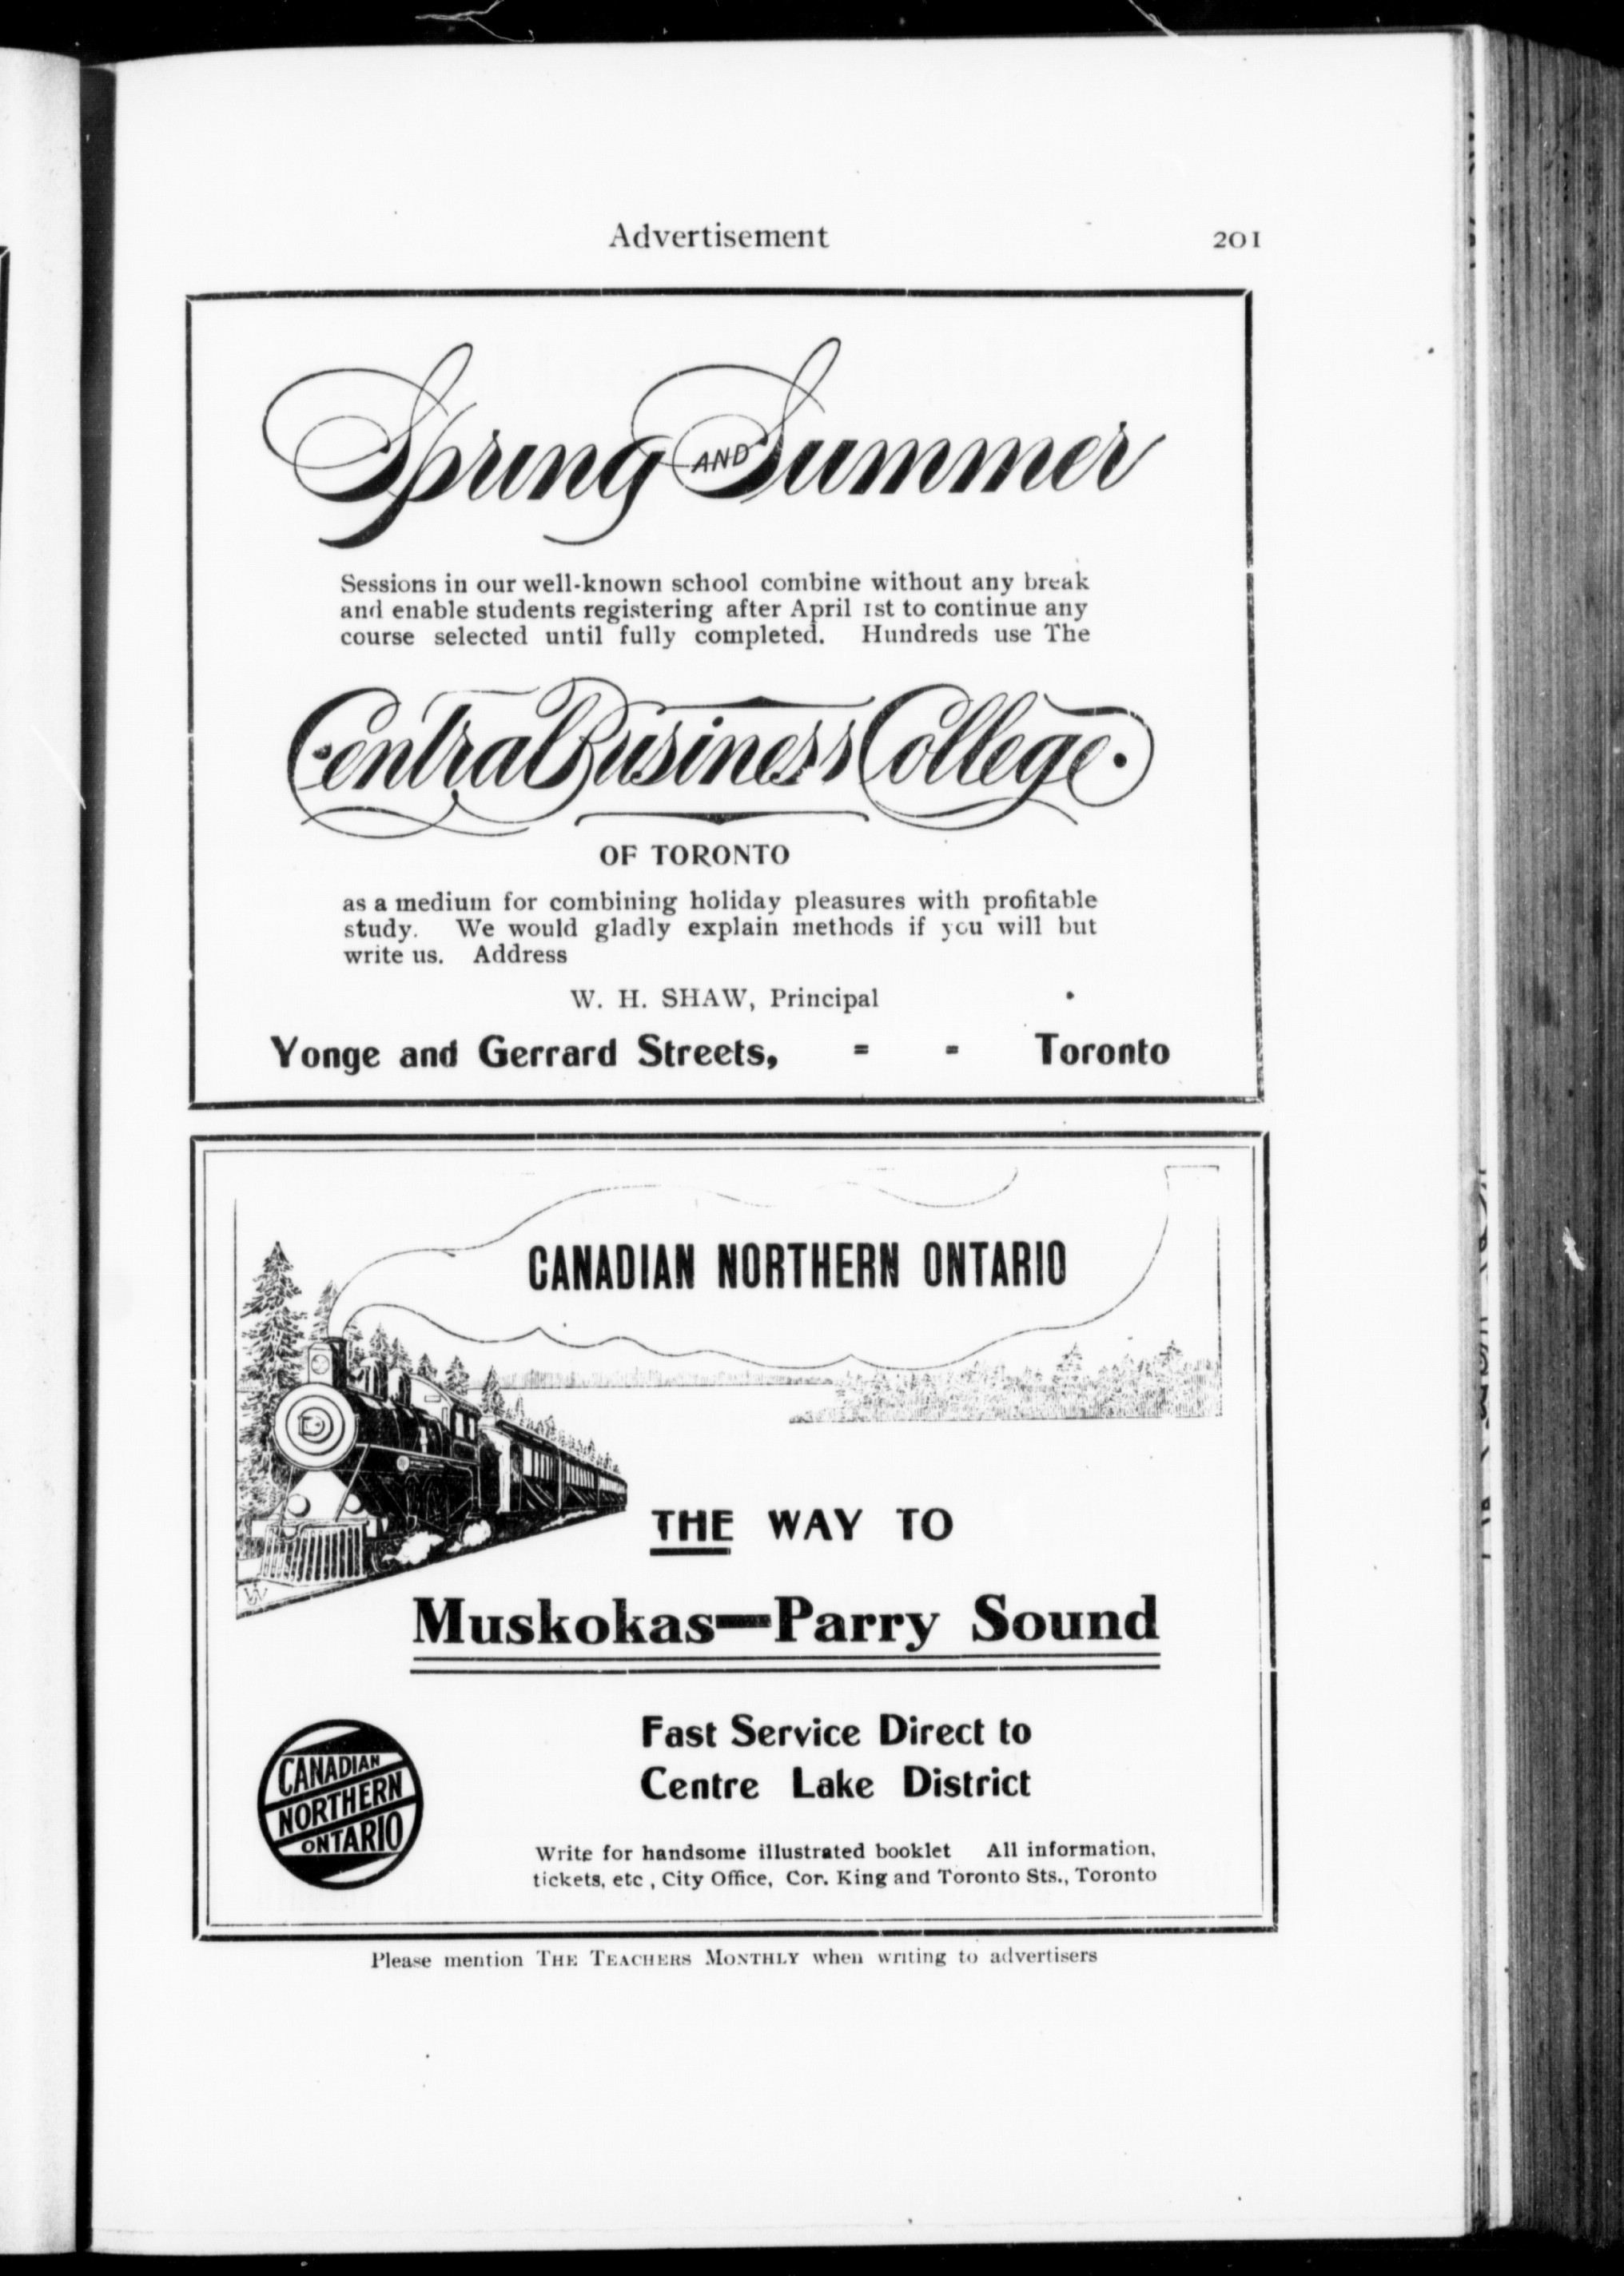 Advertisement 201
Spring AND Summer
Sessions in our well-known school combine without any break
and enable students registering after April 1st to continue any
course selected until fully completed. Hundreds use The
Central Business College.
OF TORONTO
as a medium for combining holiday pleasures with profitable
study. We would gladly explain methods if you will but
write us. Address
W. H. SHAW, Principal
Yonge and Gerrard Streets, = = Toronto
CANADIAN NORTHERN ONTARIO
THE WAY TO
Muskokas—Parry Sound
Fast Service Direct to
Centre Lake District
CANADIAN
NORTHERN
ONTARIO
Write for handsome illustrated booklet All information,
tickets, etc , City Office, Cor. King and Toronto Sts., Toronto
Please mention THE TEACHERS MONTHLY when writing to advertisers